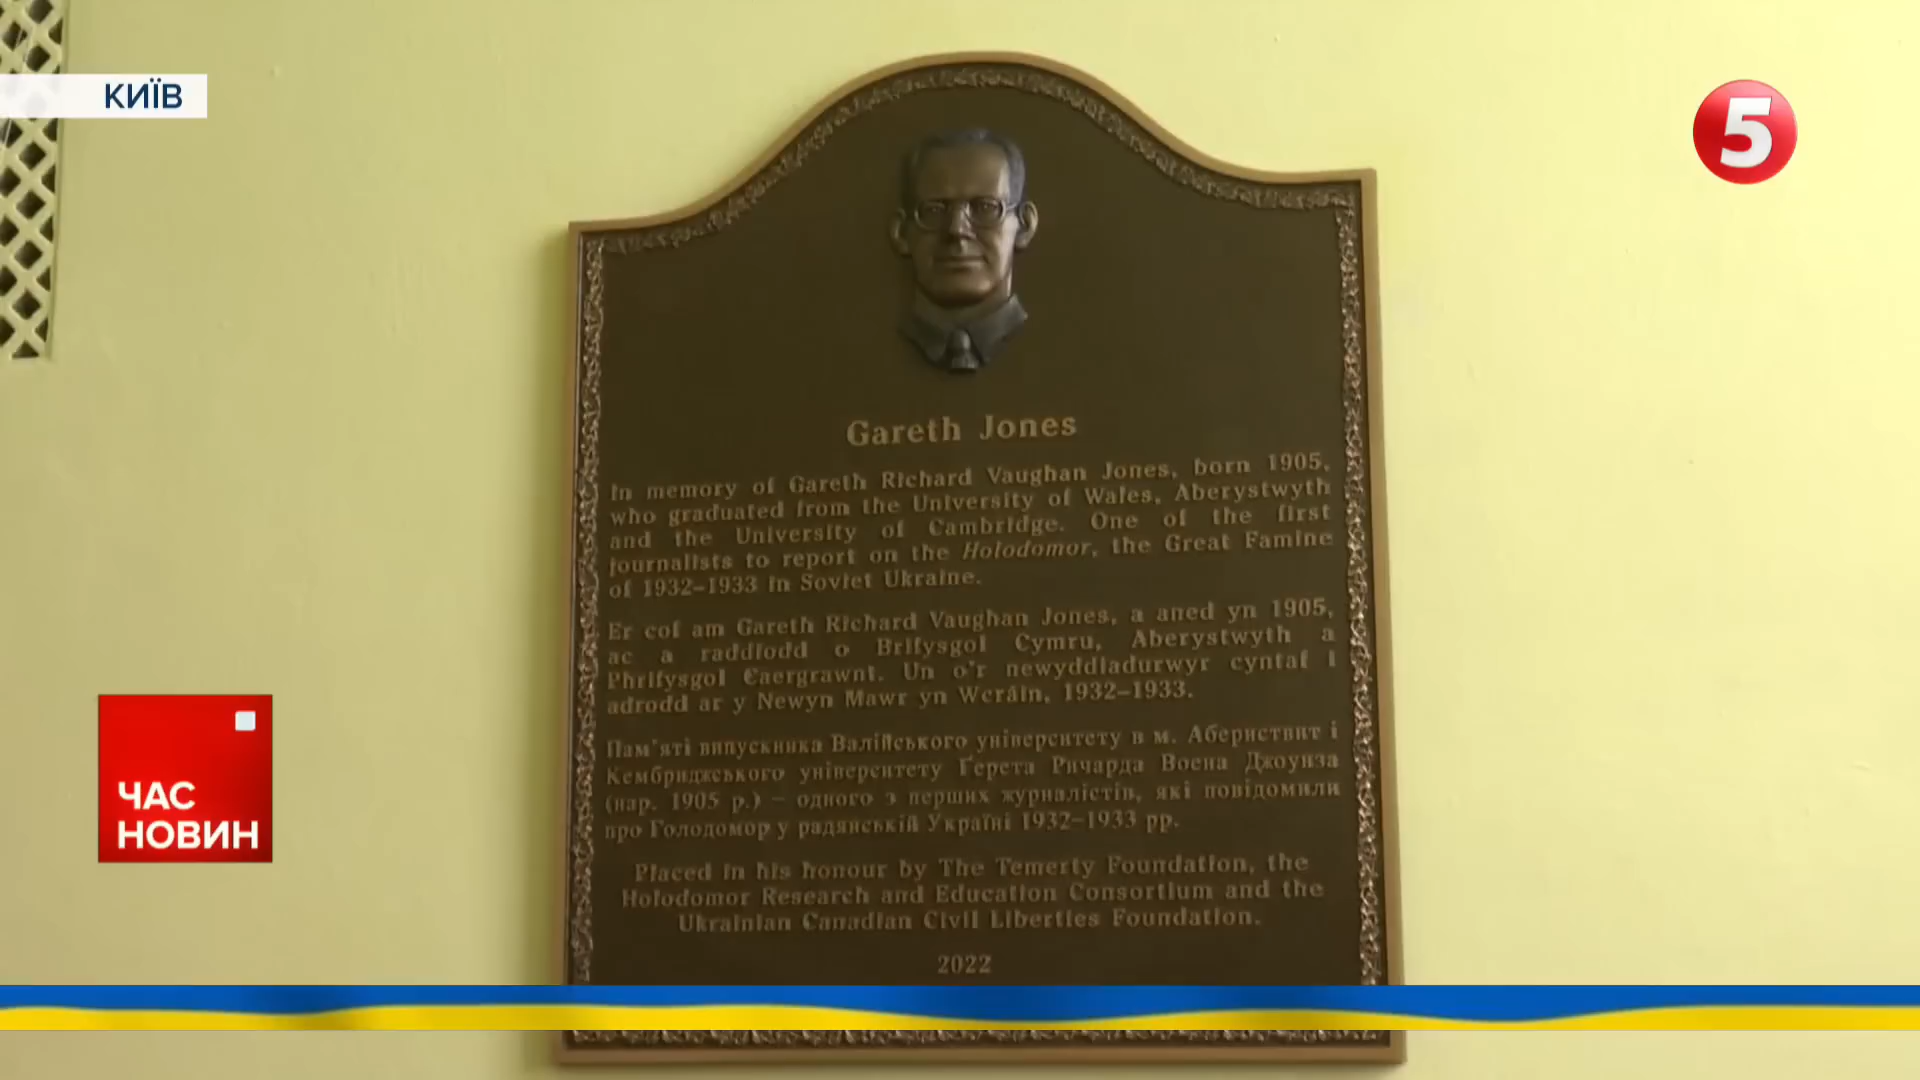 КИЇВ
5
Gareth Jones
In memory of Gareth Richard Vaughan Jones, born 1905,
who graduated from the University of Wales, Aberystwyth
and the University of Cambridge. One of the first
journalists to report on the Holodomor, the Great Famine
of 1932–1933 in Soviet Ukraine.
Er cof am Gareth Richard Vaughan Jones, a aned yn 1905,
ac a raddiodd o Brifysgol Cymru, Aberystwyth a
Phrifysgol Caergrawnt. Un o'r newyddiadurwyr cyntaf i
adrodd ar y Newyn Mawr yn Wcráin, 1932–1933.
Пам'яті випускника Валійського університету в м. Абериствит і
Кембриджського університету Ґерета Ричарда Воена Джоунза
(нар. 1905 р.) – одного з перших журналістів, які повідомили
про Голодомор у радянській Україні 1932–1933 рр.
Placed in his honour by The Temerty Foundation, the
Holodomor Research and Education Consortium and the
Ukrainian Canadian Civil Liberties Foundation.
2022
ЧАС
НОВИН